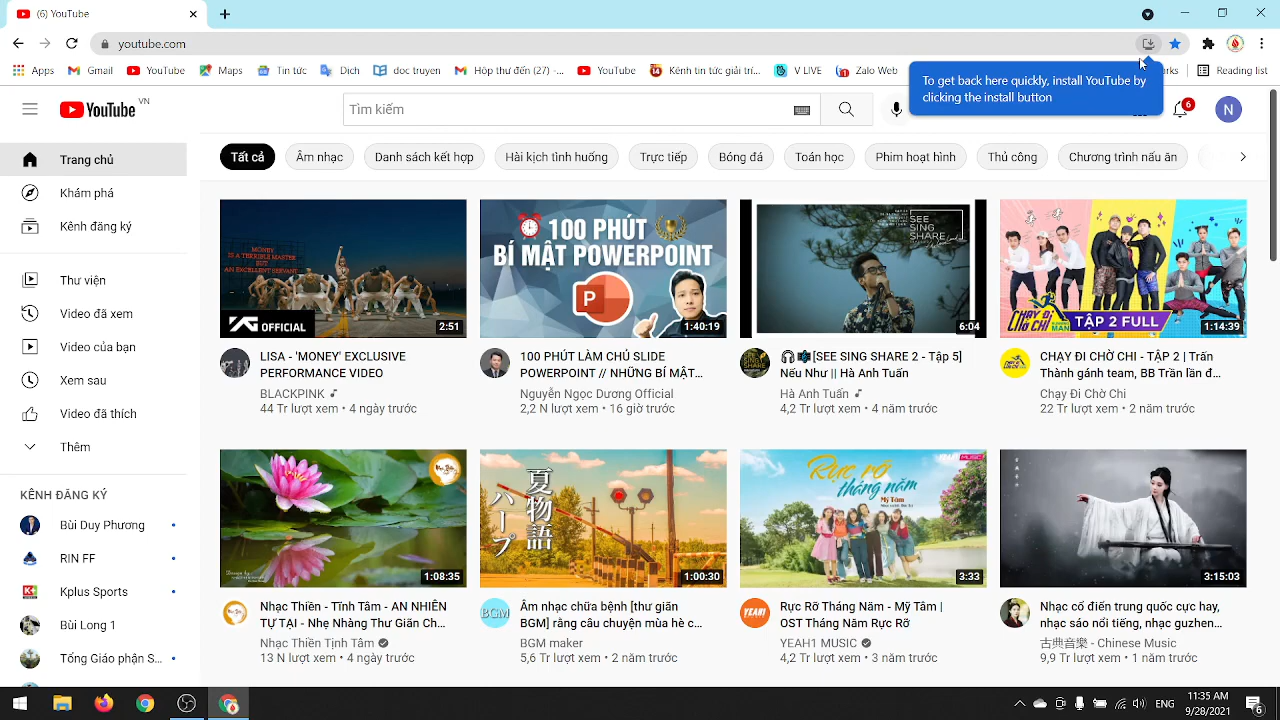 (6) YouTube
youtube.com
Apps Gmail YouTube Maps Tin tức Dịch doc truyen Hóp thư đến (27) -... YouTube Kênh tin tức giải trí... V LIVE Zalo Web Reading list
To get back here quickly, install YouTube by
clicking the install button
YouTube VN
Tìm kiếm
6
N
Trang chủ
Khám phá
Kênh đăng ký
Thư viện
Video đã xem
Video của bạn
Xem sau
Video đã thích
Thêm
KÊNH ĐĂNG KÝ
Bùi Duy Phương
RIN FF
Kplus Sports
Bùi Long 1
Tổng Giáo phận S...
Tất cả Âm nhạc Danh sách kết hợp Hài kịch tình huống Trực tiếp Bóng đá Toán học Phim hoạt hình Thủ công Chương trình nấu ăn
MONEY
IS A TERRIBLE MASTER
BUT
AN EXCELLENT SERVANT
YG OFFICIAL
2:51
LISA - 'MONEY' EXCLUSIVE
PERFORMANCE VIDEO
BLACKPINK
44 Tr lượt xem • 4 ngày trước
100 PHÚT
BÍ MẬT POWERPOINT
P
1:40:19
100 PHÚT LÀM CHỦ SLIDE
POWERPOINT // NHỮNG BÍ MẬT...
Nguyễn Ngọc Dương Official
2,2 N lượt xem • 16 giờ trước
SEE
SING
SHARE
6:04
[SEE SING SHARE 2 - Tập 5]
Nếu Như || Hà Anh Tuấn
Hà Anh Tuấn
4,2 Tr lượt xem • 4 năm trước
CHẠY ĐI
CHỜ CHI
TẬP 2 FULL
1:14:39
CHẠY ĐI CHỜ CHI - TẬP 2 | Trấn
Thành gánh team, BB Trần lần đ...
Chạy Đi Chờ Chi
22 Tr lượt xem • 2 năm trước
1:08:35
Nhạc Thiền - Tĩnh Tâm - AN NHIÊN
TỰ TẠI - Nhẹ Nhàng Thư Giãn Ch...
Nhạc Thiền Tịnh Tâm
13 N lượt xem • 4 ngày trước
夏物語
ハープ
1:00:30
BGM
Âm nhạc chữa bệnh [thư giãn
BGM] răng câu chuyện mùa hè c...
BGM maker
5,6 Tr lượt xem • 2 năm trước
YEAH1 MUSIC
Rực rỡ
tháng năm
Mỹ Tâm
3:33
YEAH!
Rực Rỡ Tháng Năm - Mỹ Tâm |
OST Tháng Năm Rực Rỡ
YEAH1 MUSIC
4,2 Tr lượt xem • 3 năm trước
3:15:03
Nhạc cổ điển trung quốc cực hay,
nhạc sáo nổi tiếng, nhạc guzhen...
古典音樂 - Chinese Music
9,9 Tr lượt xem • 1 năm trước
ENG
11:35 AM
9/28/2021
6